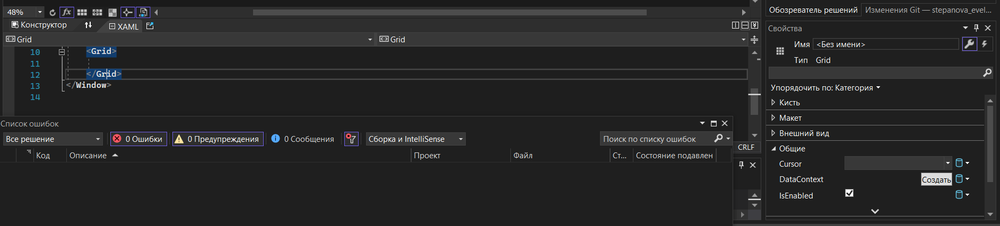 48%
fx
Конструктор
XAML
Grid
Grid
10 <Grid>
11
12 </Grid>
13 </Window>
14
Список ошибок
Все решение
0 Ошибки
0 Предупреждения
0 Сообщения
Сборка и IntelliSense
Поиск по списку ошибок
Код Описание Проект Файл Ст... Состояние подавлен
CRLF
Обозреватель решений Изменения Git — stepanova_evel...
Свойства
Имя <Без имени>
Тип Grid
Упорядочить по: Категория
Кисть
Макет
Внешний вид
Общие
Cursor
DataContext Создать
IsEnabled